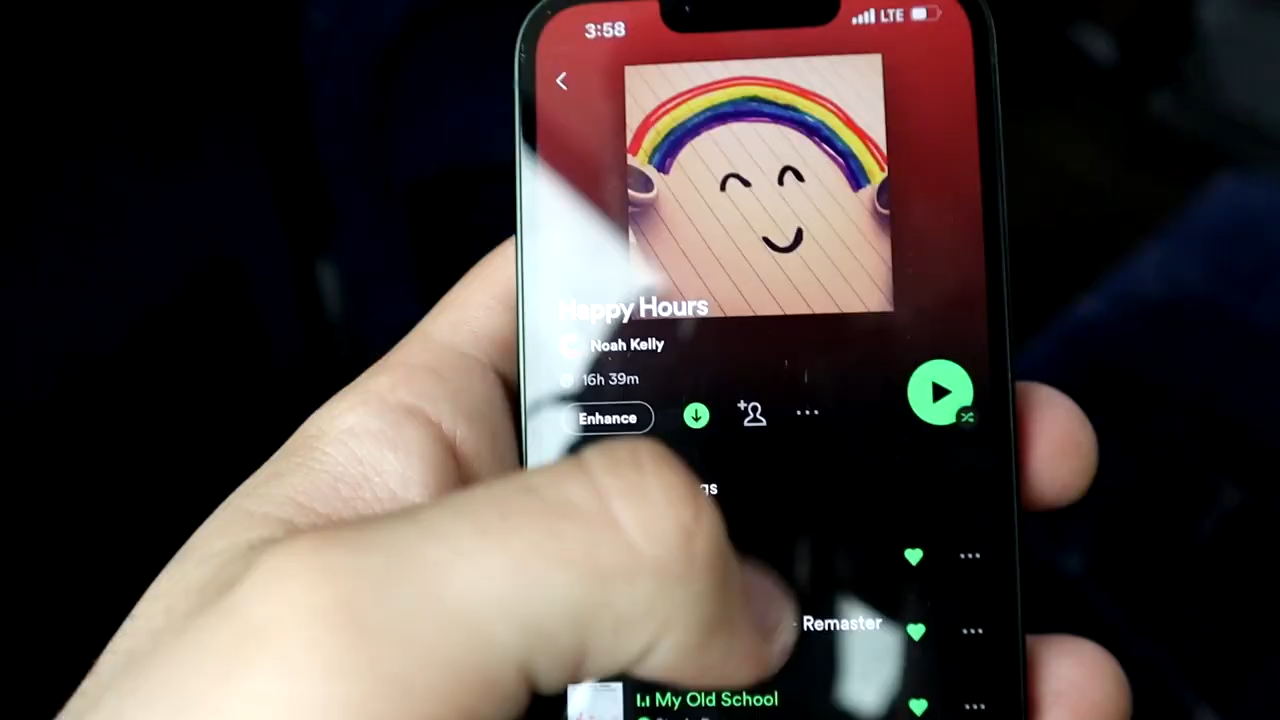 3:58
LTE
Happy Hours
Noah Kelly
16h 39m
Enhance
Remaster
My Old School